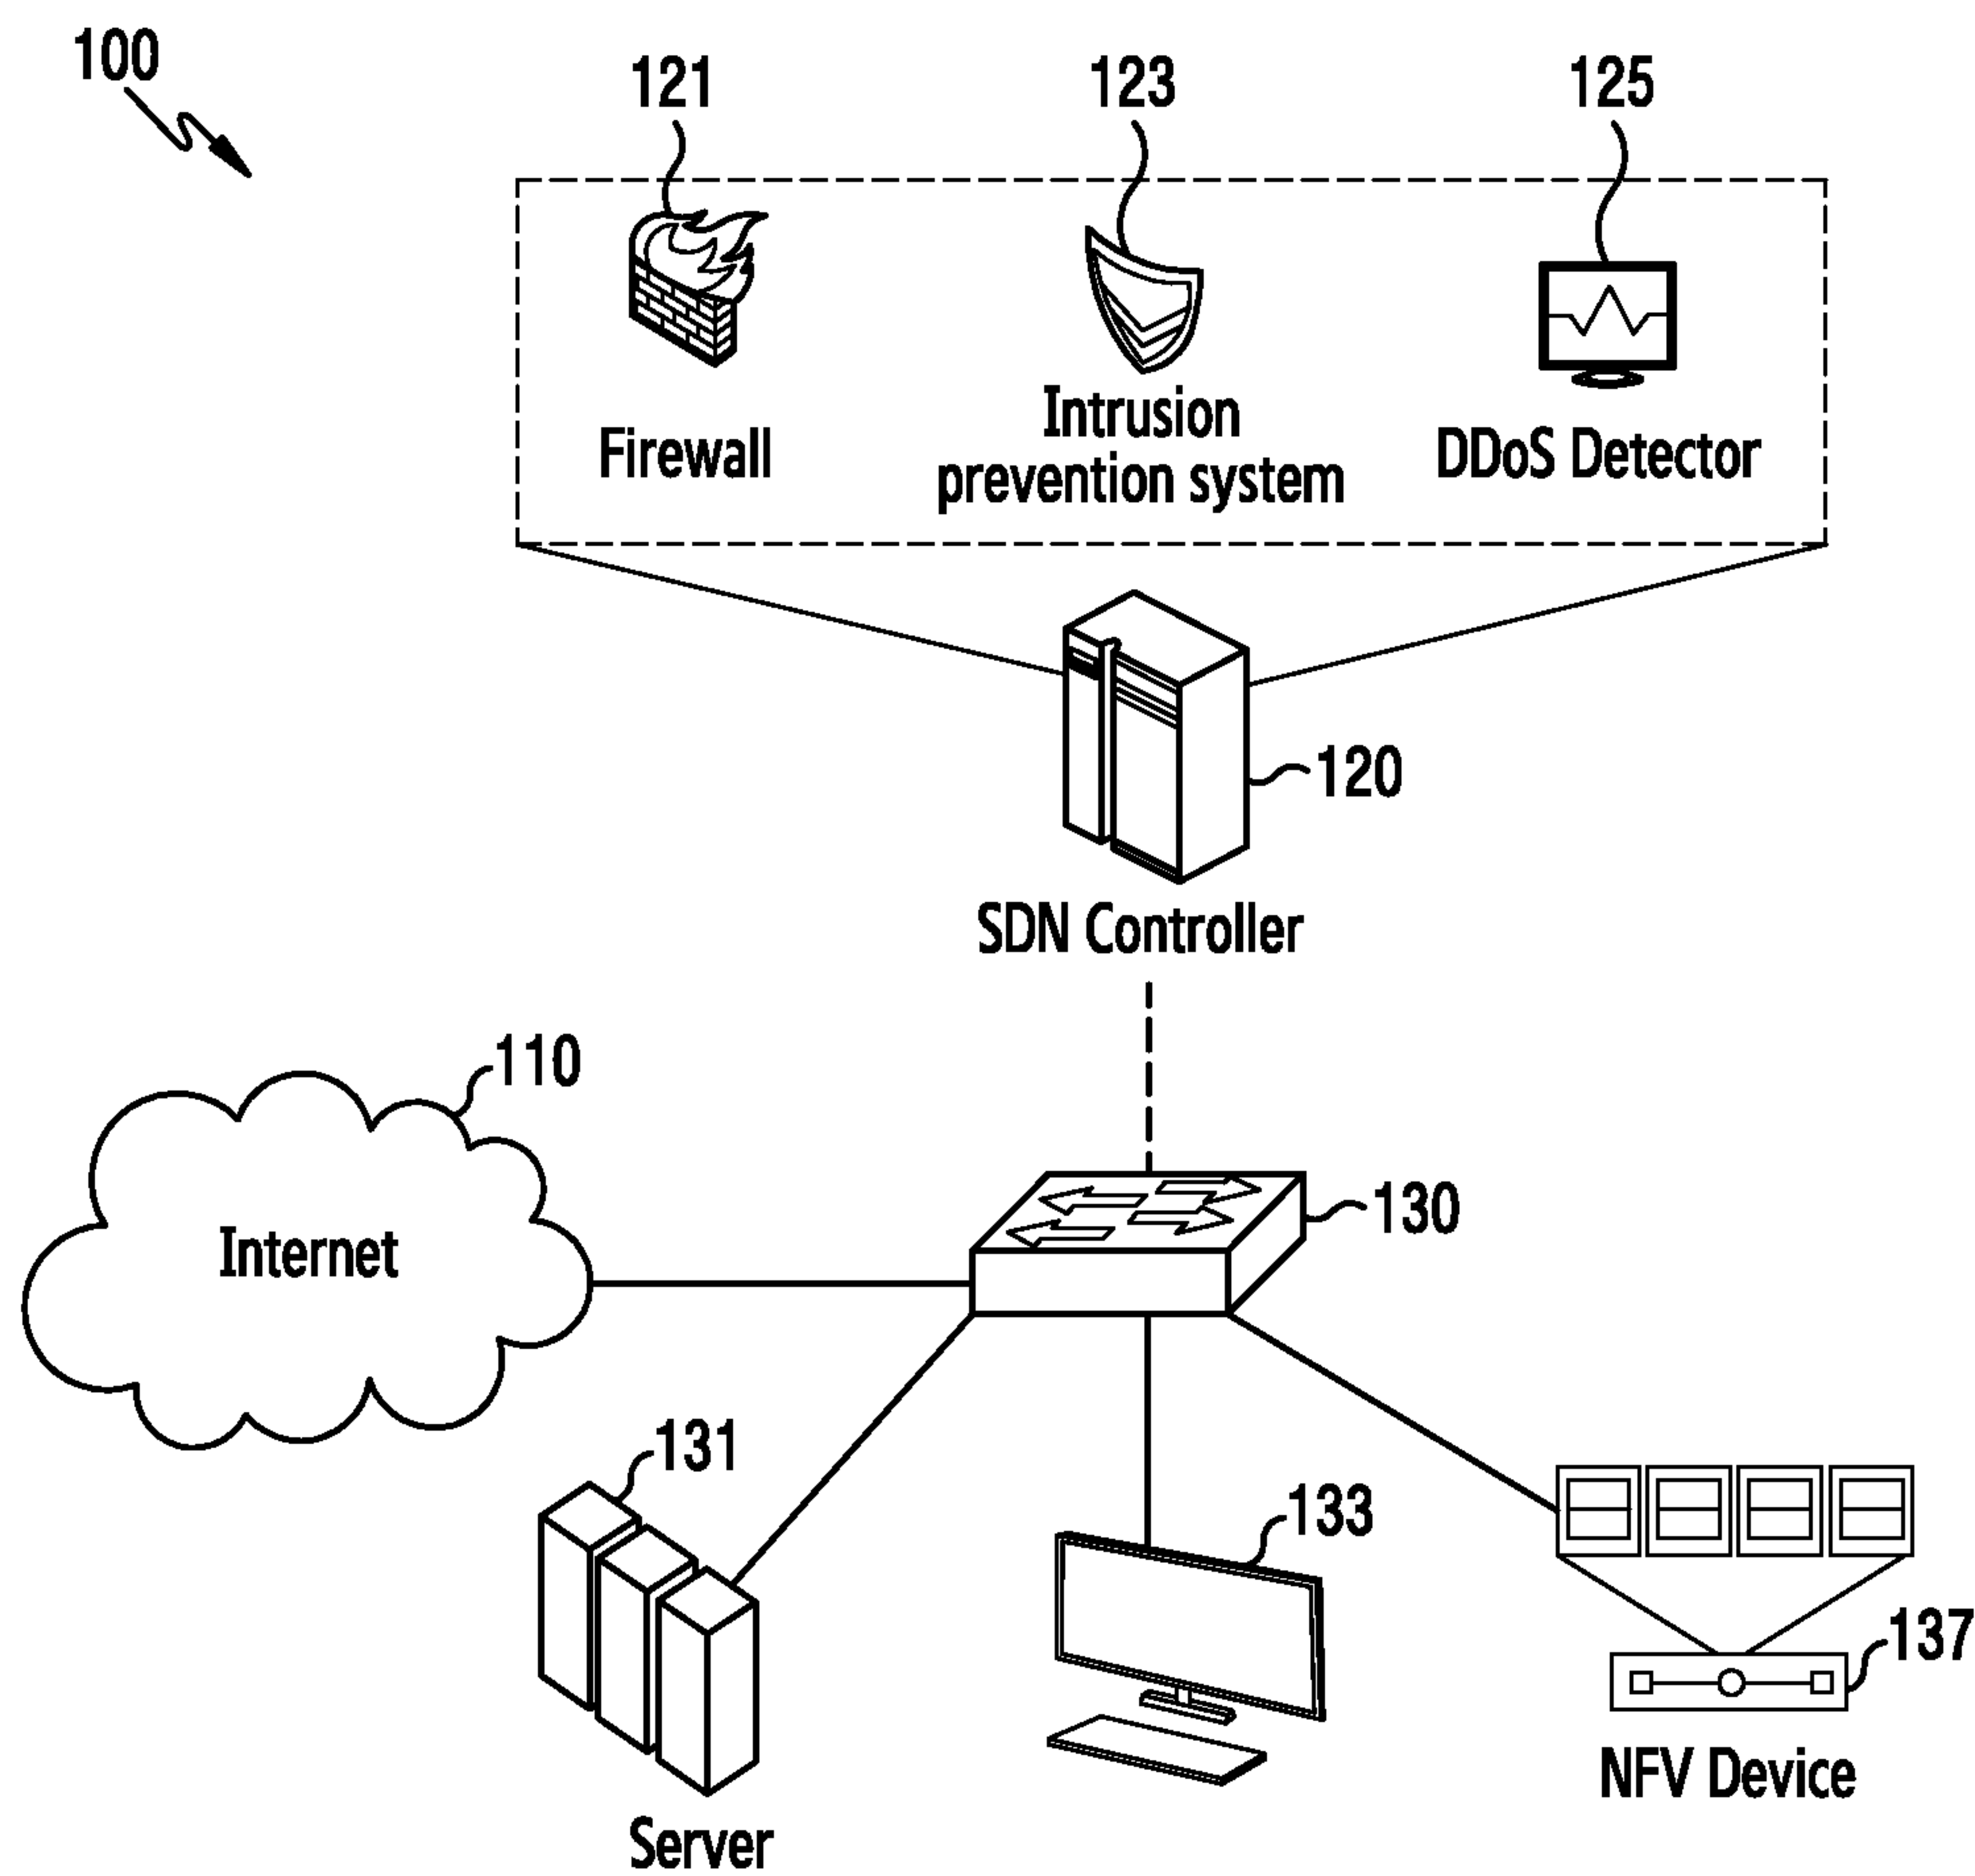 100
121
123
125
Firewall
Intrusion
prevention system
DDoS Detector
120
SDN Controller
110
Internet
130
131
133
137
Server
NFV Device